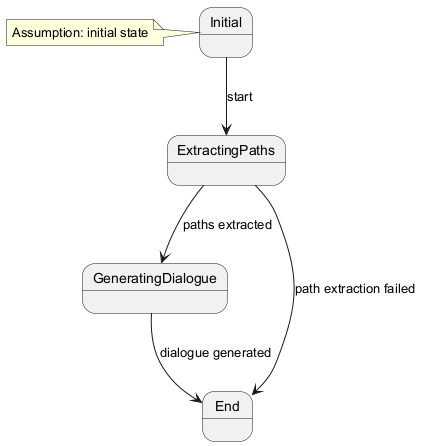 Initial
Assumption: initial state
start
ExtractingPaths
paths extracted
GeneratingDialogue
path extraction failed
dialogue generated
End